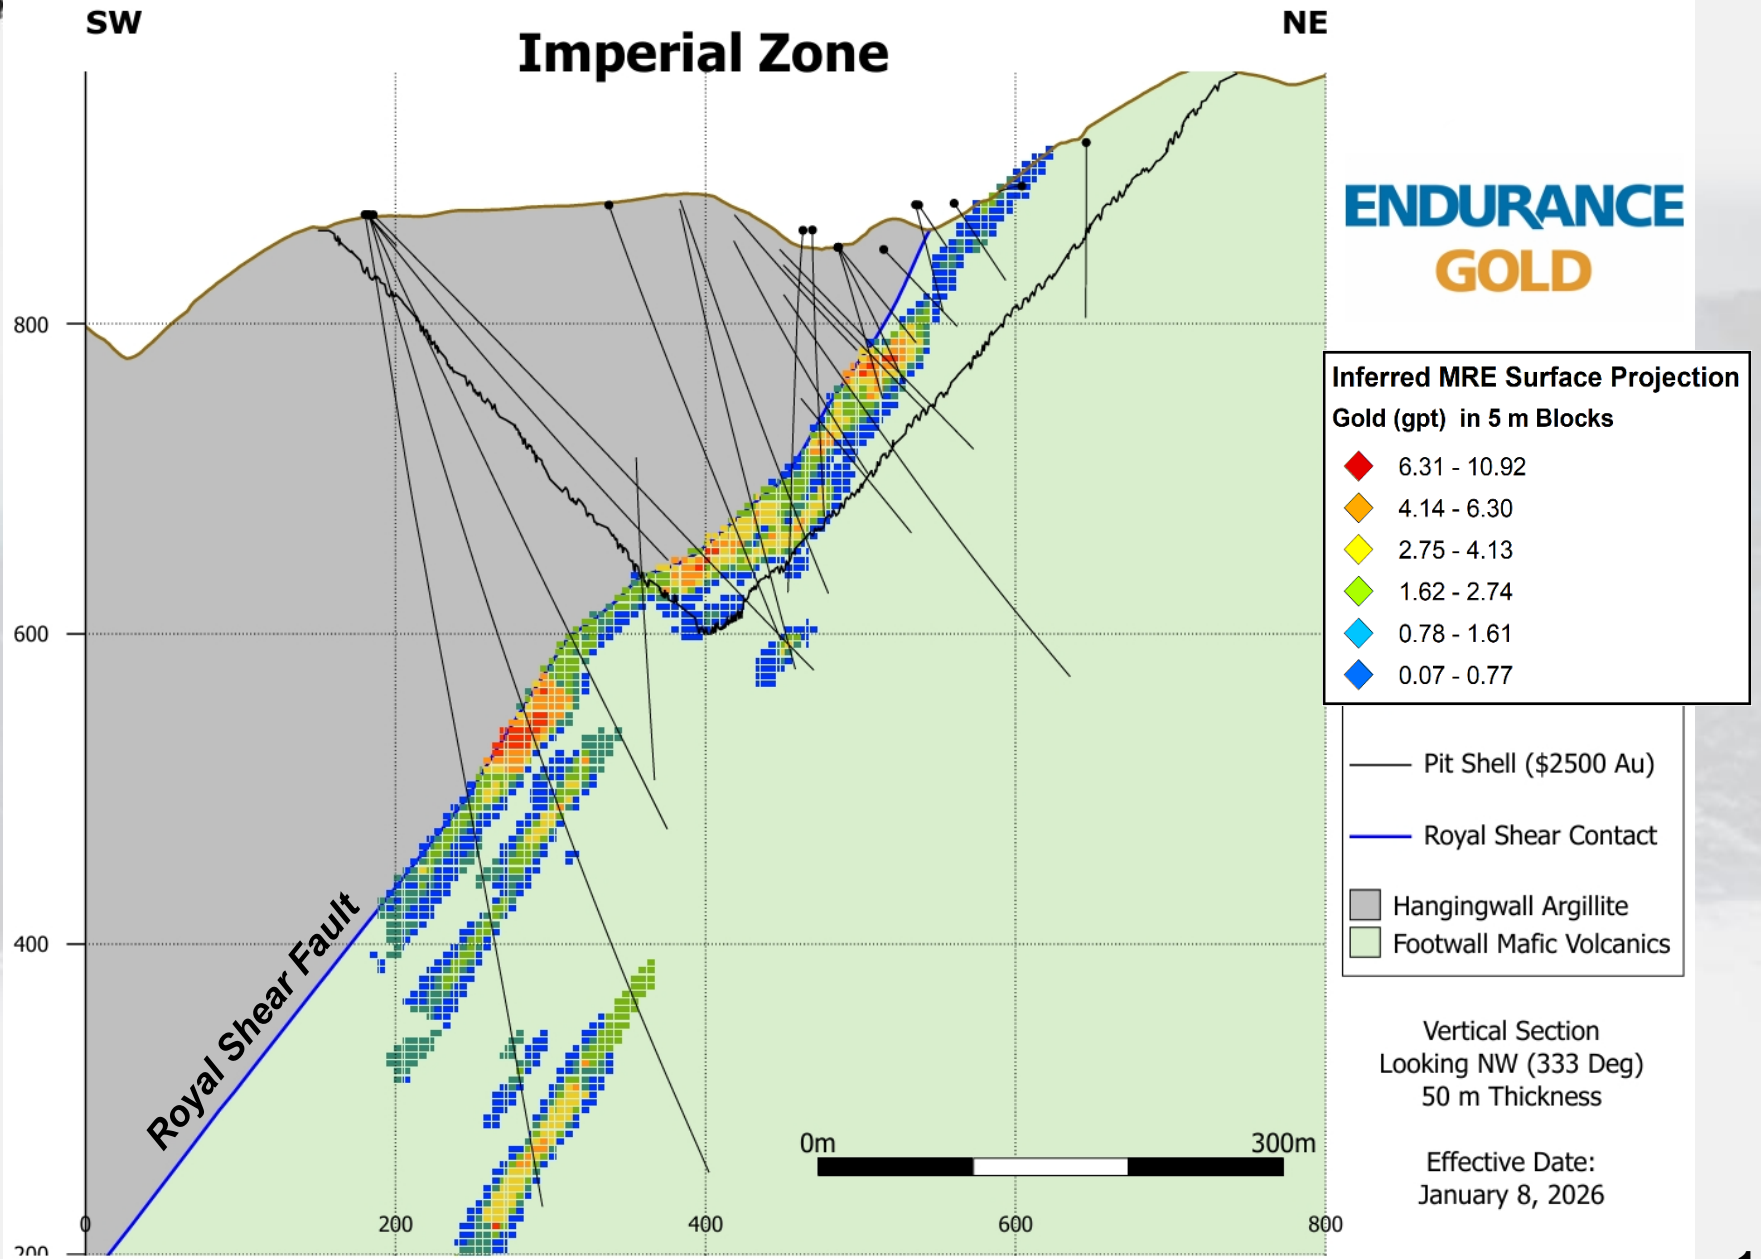 SW
NE
Imperial Zone
ENDURANCE
GOLD
800
600
400
200
0
200
400
600
800
Royal Shear Fault
0m
300m
Inferred MRE Surface Projection
Gold (gpt) in 5 m Blocks
6.31 - 10.92
4.14 - 6.30
2.75 - 4.13
1.62 - 2.74
0.78 - 1.61
0.07 - 0.77
Pit Shell ($2500 Au)
Royal Shear Contact
Hangingwall Argillite
Footwall Mafic Volcanics
Vertical Section
Looking NW (333 Deg)
50 m Thickness
Effective Date:
January 8, 2026